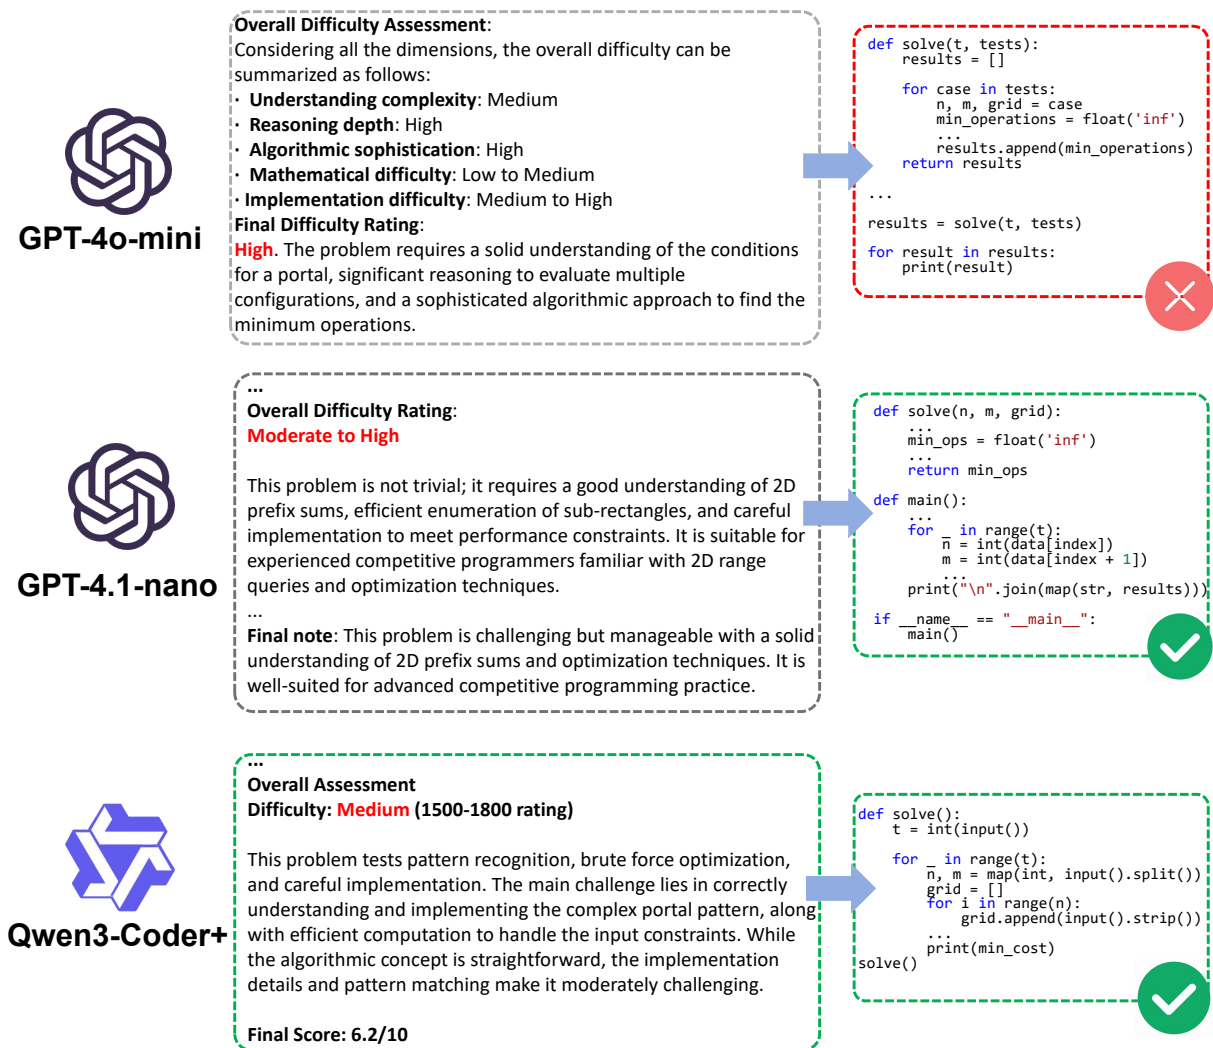 GPT-4o-mini
Overall Difficulty Assessment:
Considering all the dimensions, the overall difficulty can be
summarized as follows:
· Understanding complexity: Medium
· Reasoning depth: High
· Algorithmic sophistication: High
· Mathematical difficulty: Low to Medium
· Implementation difficulty: Medium to High
Final Difficulty Rating:
High. The problem requires a solid understanding of the conditions
for a portal, significant reasoning to evaluate multiple
configurations, and a sophisticated algorithmic approach to find the
minimum operations.
def solve(t, tests):
    results = []
    for case in tests:
        n, m, grid = case
        min_operations = float('inf')
        ...
        results.append(min_operations)
    return results
...
results = solve(t, tests)
for result in results:
    print(result)
GPT-4.1-nano
...
Overall Difficulty Rating:
Moderate to High
This problem is not trivial; it requires a good understanding of 2D
prefix sums, efficient enumeration of sub-rectangles, and careful
implementation to meet performance constraints. It is suitable for
experienced competitive programmers familiar with 2D range
queries and optimization techniques.
...
Final note: This problem is challenging but manageable with a solid
understanding of 2D prefix sums and optimization techniques. It is
well-suited for advanced competitive programming practice.
def solve(n, m, grid):
    ...
    min_ops = float('inf')
    ...
    return min_ops
def main():
    ...
    for _ in range(t):
        n = int(data[index])
        m = int(data[index + 1])
        ...
    print("\n".join(map(str, results)))
if __name__ == "__main__":
    main()
Qwen3-Coder+
...
Overall Assessment
Difficulty: Medium (1500-1800 rating)
This problem tests pattern recognition, brute force optimization,
and careful implementation. The main challenge lies in correctly
understanding and implementing the complex portal pattern, along
with efficient computation to handle the input constraints. While
the algorithmic concept is straightforward, the implementation
details and pattern matching make it moderately challenging.
Final Score: 6.2/10
def solve():
    t = int(input())
    for _ in range(t):
        n, m = map(int, input().split())
        grid = []
        for i in range(n):
            grid.append(input().strip())
        ...
        print(min_cost)
solve()